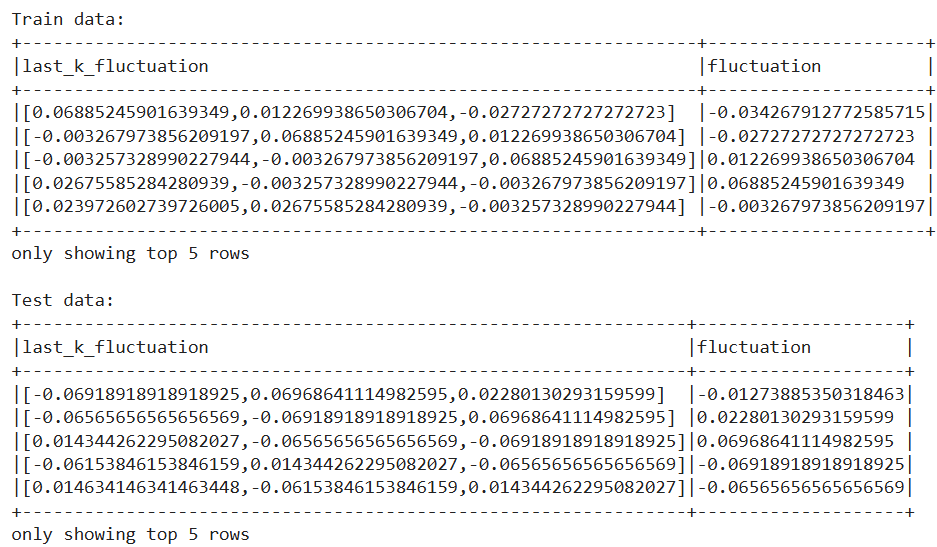 Train data:
+-----------------------------------------------------------------+---------------------+
|last_k_fluctuation                                               |fluctuation          |
+-----------------------------------------------------------------+---------------------+
|[0.06885245901639349,0.012269938650306704,-0.02727272727272723]  |-0.034267912772585715|
|[-0.003267973856209197,0.06885245901639349,0.012269938650306704] |-0.02727272727272723 |
|[-0.003257328990227944,-0.003267973856209197,0.06885245901639349]|0.012269938650306704 |
|[0.02675585284280939,-0.003257328990227944,-0.003267973856209197]|0.06885245901639349  |
|[0.023972602739726005,0.02675585284280939,-0.003257328990227944] |-0.003267973856209197|
+-----------------------------------------------------------------+---------------------+
only showing top 5 rows
Test data:
+----------------------------------------------------------------+--------------------+
|last_k_fluctuation                                              |fluctuation         |
+----------------------------------------------------------------+--------------------+
|[-0.06918918918918925,0.06968641114982595,0.02280130293159599]  |-0.01273885350318463|
|[-0.06565656565656569,-0.06918918918918925,0.06968641114982595] |0.02280130293159599 |
|[0.014344262295082027,-0.06565656565656569,-0.06918918918918925]|0.06968641114982595 |
|[-0.06153846153846159,0.014344262295082027,-0.06565656565656569]|-0.06918918918918925|
|[0.014634146341463448,-0.06153846153846159,0.014344262295082027]|-0.06565656565656569|
+----------------------------------------------------------------+--------------------+
only showing top 5 rows